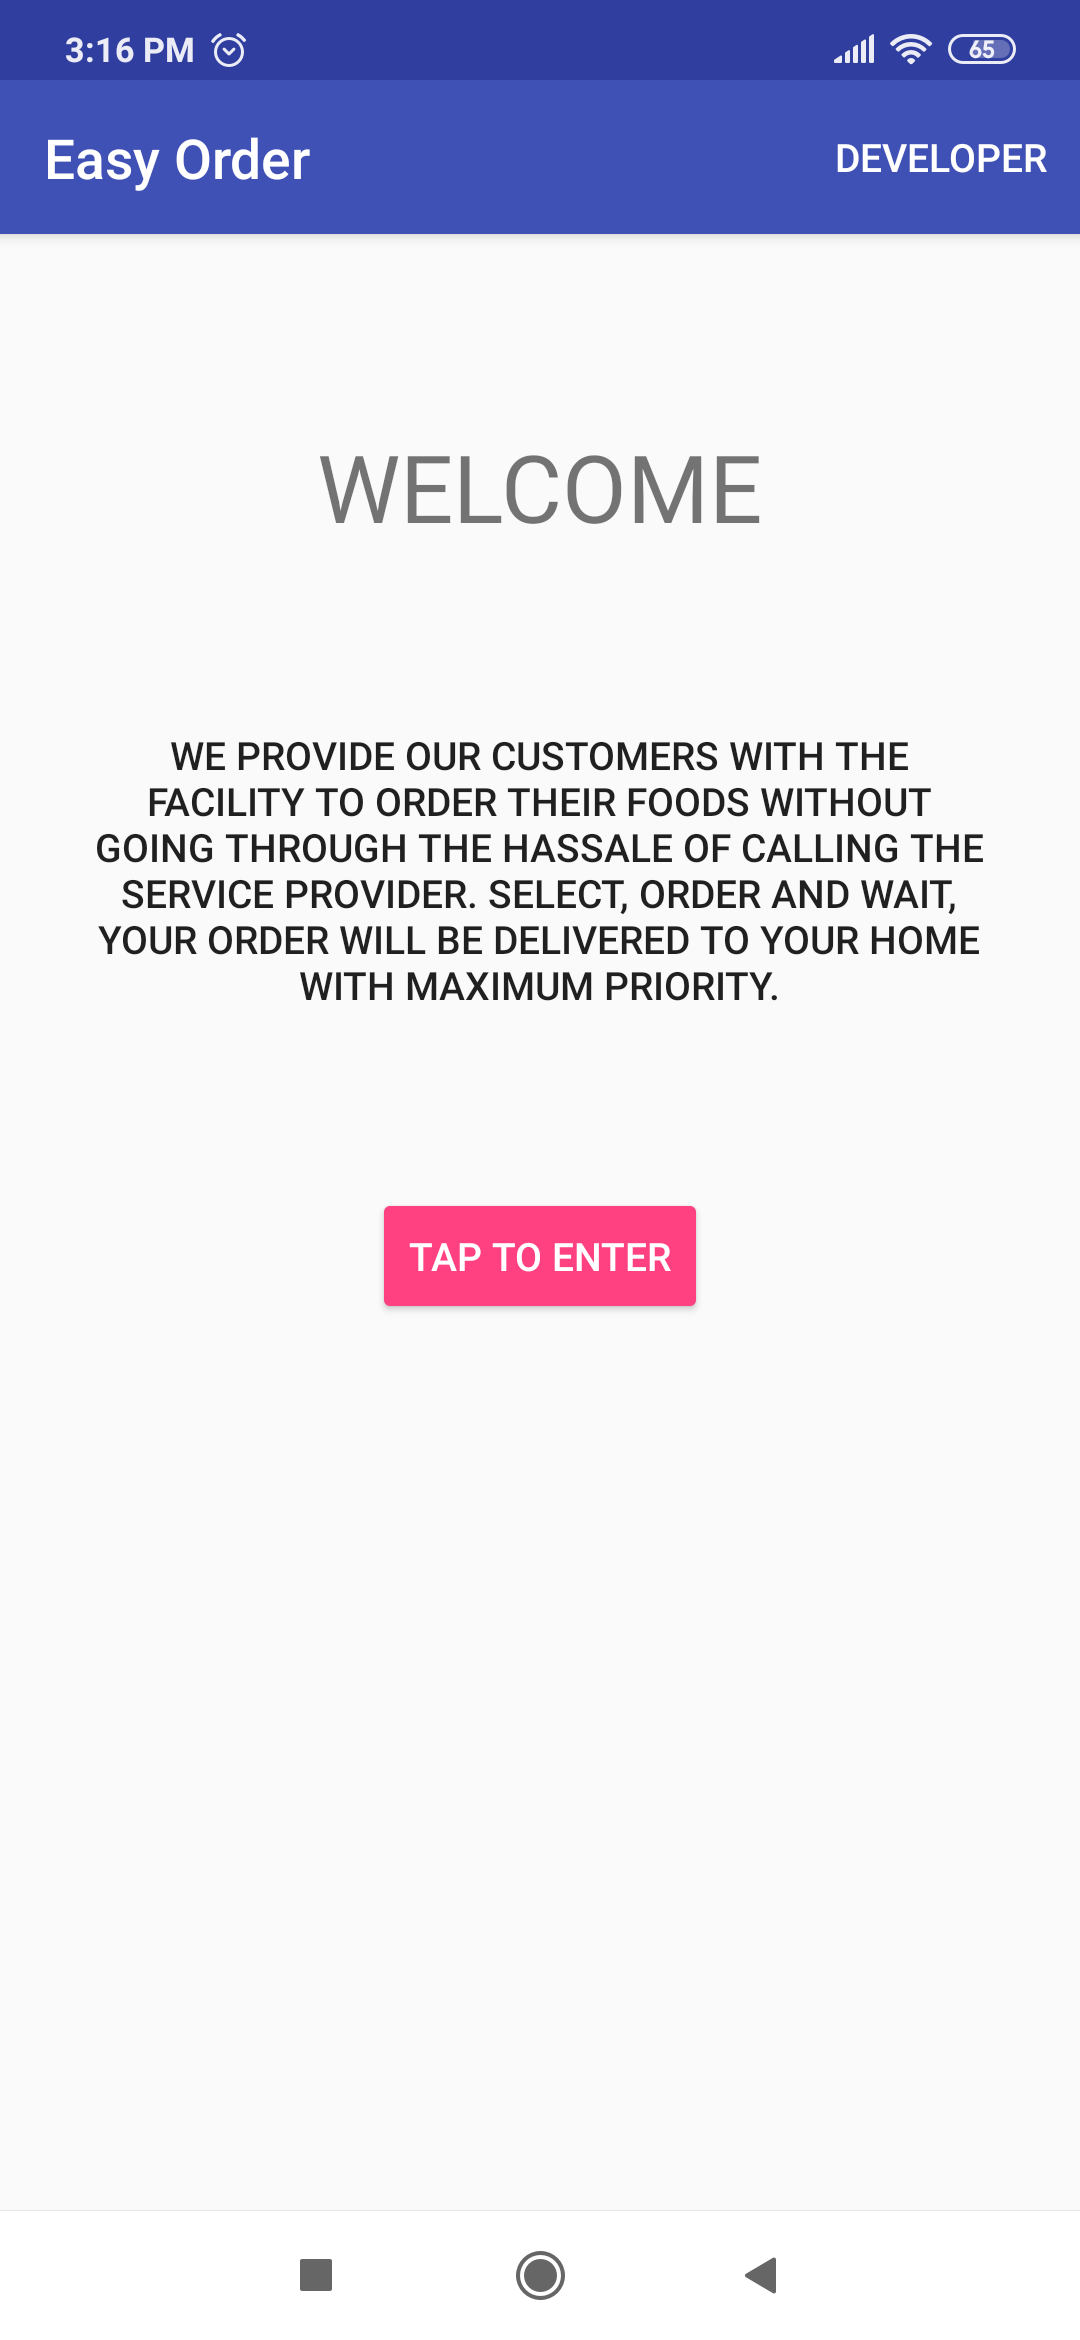 3:16 PM
65
Easy Order
DEVELOPER
WELCOME
WE PROVIDE OUR CUSTOMERS WITH THE
FACILITY TO ORDER THEIR FOODS WITHOUT
GOING THROUGH THE HASSALE OF CALLING THE
SERVICE PROVIDER. SELECT, ORDER AND WAIT,
YOUR ORDER WILL BE DELIVERED TO YOUR HOME
WITH MAXIMUM PRIORITY.
TAP TO ENTER